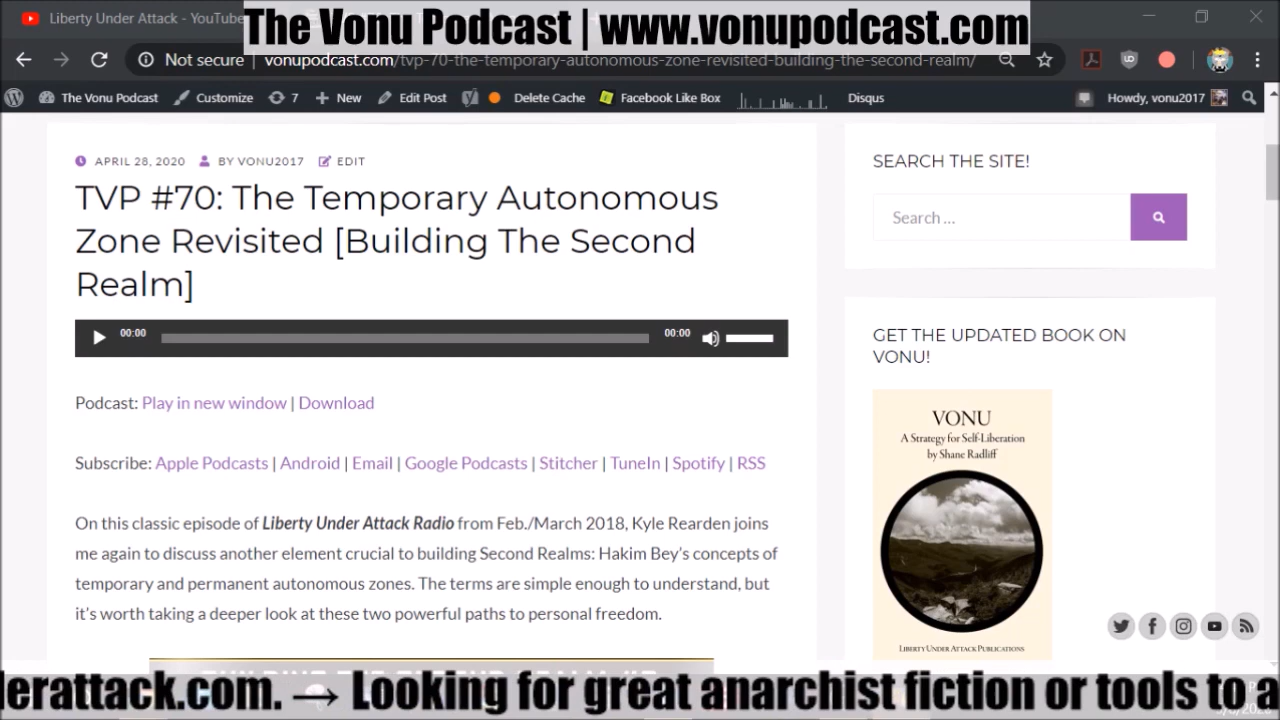 Liberty Under Attack - YouTube
The Vonu Podcast | www.vonupodcast.com
Not secure | vonupodcast.com/tvp-70-the-temporary-autonomous-zone-revisited-building-the-second-realm/
The Vonu Podcast Customize 7 New Edit Post Delete Cache Facebook Like Box Disqus Howdy, vonu2017
APRIL 28, 2020 BY VONU2017 EDIT
TVP #70: The Temporary Autonomous
Zone Revisited [Building The Second
Realm]
00:00 00:00
Podcast: Play in new window | Download
Subscribe: Apple Podcasts | Android | Email | Google Podcasts | Stitcher | TuneIn | Spotify | RSS
On this classic episode of Liberty Under Attack Radio from Feb./March 2018, Kyle Rearden joins
me again to discuss another element crucial to building Second Realms: Hakim Bey's concepts of
temporary and permanent autonomous zones. The terms are simple enough to understand, but
it's worth taking a deeper look at these two powerful paths to personal freedom.
SEARCH THE SITE!
Search ...
GET THE UPDATED BOOK ON
VONU!
VONU
A Strategy for Self-Liberation
by Shane Radliff
LIBERTY UNDER ATTACK PUBLICATIONS
lerattack.com. → Looking for great anarchist fiction or tools to a